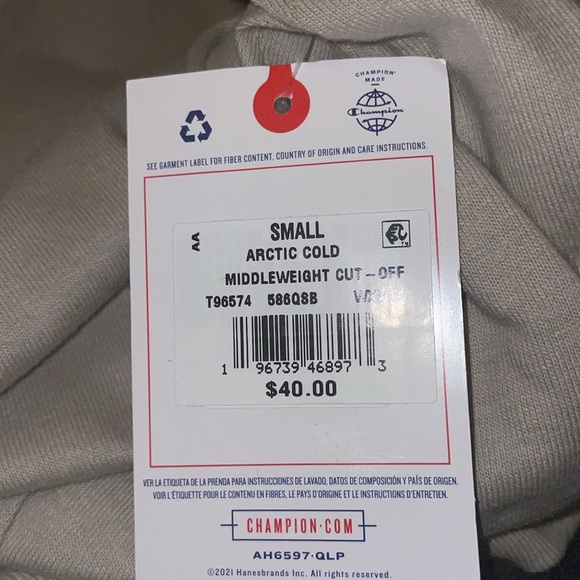 CHAMPION
MADE
Champion
SEE GARMENT LABEL FOR FIBER CONTENT, COUNTRY OF ORIGIN AND CARE INSTRUCTIONS.
AA
SMALL
ARCTIC COLD
MIDDLEWEIGHT CUT-OFF
T96574 586Q8B
1 96739 46897 3
$40.00
VER LA ETIQUETA DE LA PRENDA PARA INSTRUCCIONES DE LAVADO, DATOS DE COMPOSICIÓN Y PAÍS DE ORIGEN.
VOIR L'ÉTIQUETTE POUR LE CONTENU EN FIBRES, LE PAYS D'ORIGINE ET LE INSTRUCTIONS D'ENTRETIEN.
CHAMPION·COM
AH6597·QLP
©2021 Hanesbrands Inc. All rights reserved.